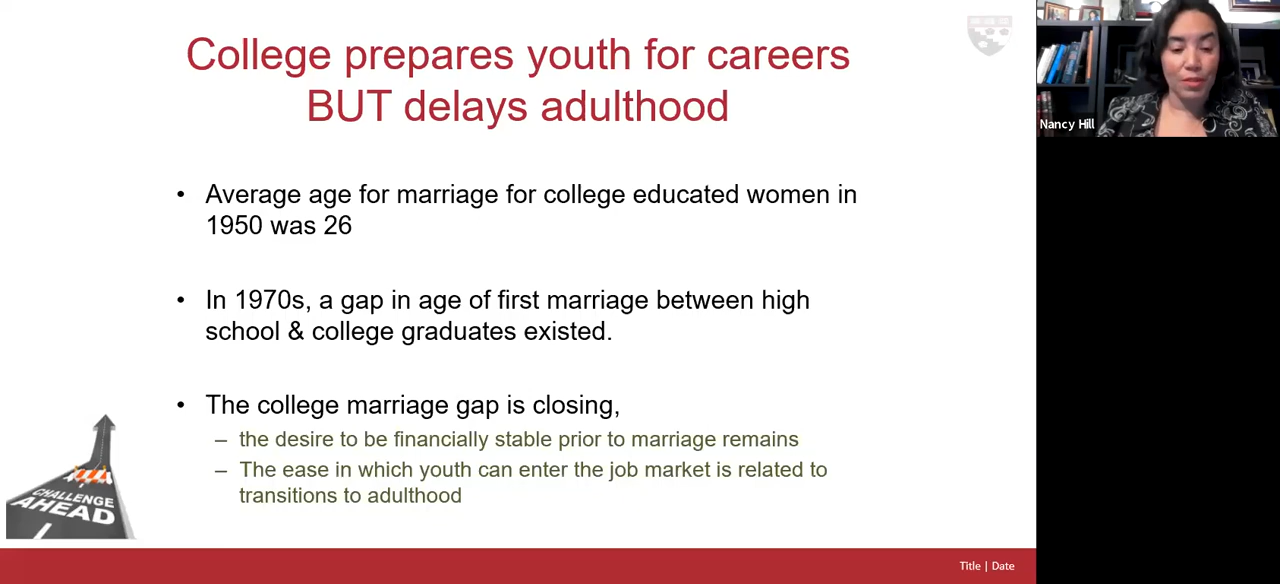 College prepares youth for careers
BUT delays adulthood
Nancy Hill
• Average age for marriage for college educated women in
1950 was 26
• In 1970s, a gap in age of first marriage between high
school & college graduates existed.
• The college marriage gap is closing,
– the desire to be financially stable prior to marriage remains
– The ease in which youth can enter the job market is related to
transitions to adulthood
CHALLENGE
AHEAD
Title | Date